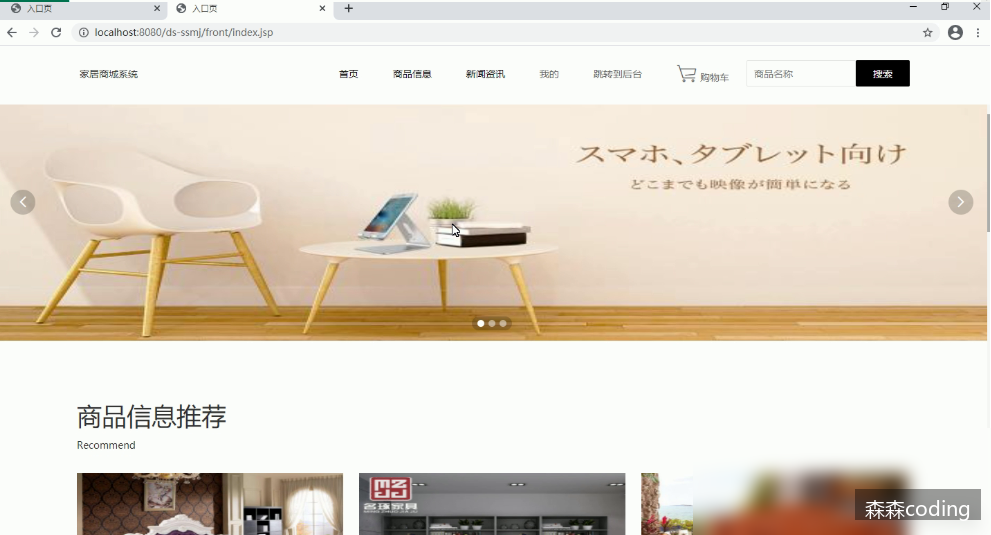 入口页
入口页
localhost:8080/ds-ssmj/front/index.jsp
家居商城系统
首页
商品信息
新闻资讯
我的
跳转到后台
购物车
商品名称
搜索
スマホ、タブレット向け
どこまでも映像が簡単になる
商品信息推荐
Recommend
MZ
JJ
森森coding